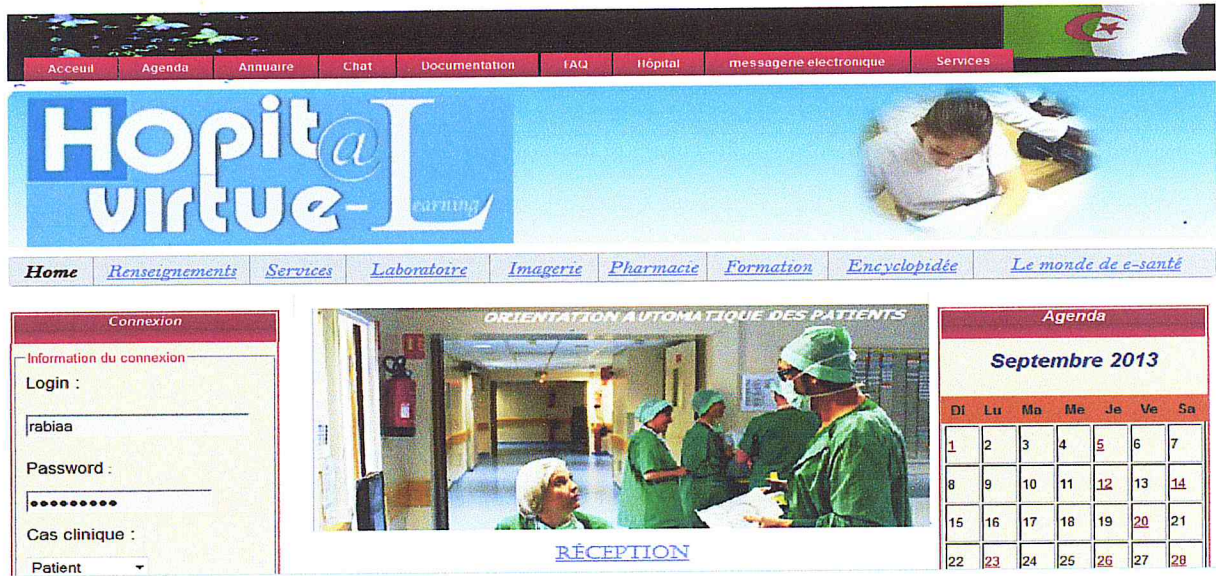 Acceuil Agenda Annuaire Chat Documentation FAQ Hôpital messagerie electronique Services
Hopit@L
virtue-Learning
Home Renseignements Services Laboratoire Imagerie Pharmacie Formation Encyclopidée Le monde de e-santé
Connexion
Information du connexion
Login :
rabiaa
Password :
•••••••••
Cas clinique :
Patient
ORIENTATION AUTOMATIQUE DES PATIENTS
RÉCEPTION
Agenda
Septembre 2013
Di Lu Ma Me Je Ve Sa
1 2 3 4 5 6 7
8 9 10 11 12 13 14
15 16 17 18 19 20 21
22 23 24 25 26 27 28